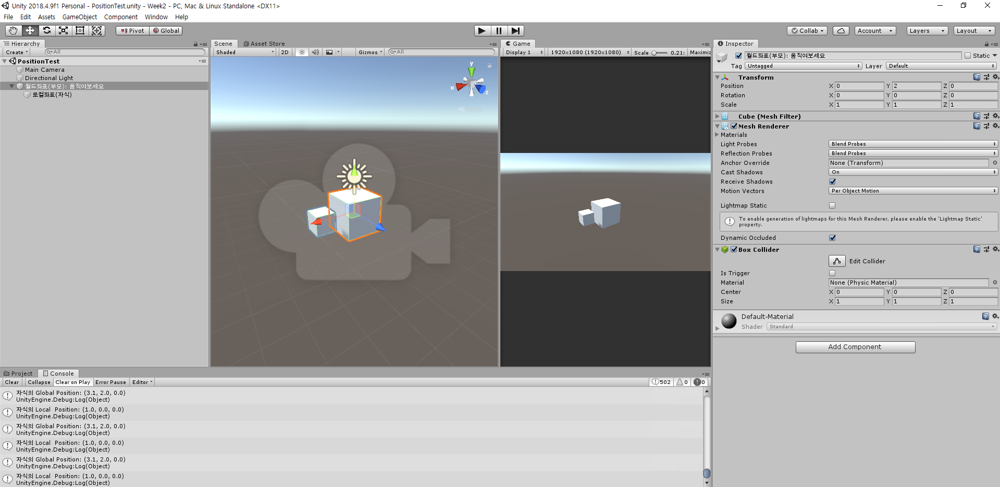 Unity 2018.4.9f1 Personal - PositionTest.unity - Week2 - PC, Mac & Linux Standalone <DX11>
File Edit Assets GameObject Component Window Help
Pivot Global
Collab Account Layers Layout
Hierarchy
Create All
PositionTest
Main Camera
Directional Light
월드좌표(부모): 움직여보세요
로컬좌표(자식)
Scene Asset Store
Shaded 2D Gizmos All
y
x
z
Persp
Game
Display 1 1920x1080 (1920x1080) Scale 0.21: Maximiz
Inspector
월드좌표(부모): 움직여보세요 Static
Tag Untagged Layer Default
Transform
Position X 0 Y 2 Z 0
Rotation X 0 Y 0 Z 0
Scale X 1 Y 1 Z 1
Cube (Mesh Filter)
Mesh Renderer
Materials
Light Probes Blend Probes
Reflection Probes Blend Probes
Anchor Override None (Transform)
Cast Shadows On
Receive Shadows
Motion Vectors Per Object Motion
Lightmap Static
To enable generation of lightmaps for this Mesh Renderer, please enable the 'Lightmap Static'
property.
Dynamic Occluded
Box Collider
Edit Collider
Is Trigger
Material None (Physic Material)
Center X 0 Y 0 Z 0
Size X 1 Y 1 Z 1
Default-Material
Shader Standard
Add Component
Project Console
Clear Collapse Clear on Play Error Pause Editor 502 0 0
자식의 Global Position: (3.1, 2.0, 0.0)
UnityEngine.Debug:Log(Object)
자식의 Local  Position: (1.0, 0.0, 0.0)
UnityEngine.Debug:Log(Object)
자식의 Global Position: (3.1, 2.0, 0.0)
UnityEngine.Debug:Log(Object)
자식의 Local  Position: (1.0, 0.0, 0.0)
UnityEngine.Debug:Log(Object)
자식의 Global Position: (3.1, 2.0, 0.0)
UnityEngine.Debug:Log(Object)
자식의 Local  Position: (1.0, 0.0, 0.0)
UnityEngine.Debug:Log(Object)